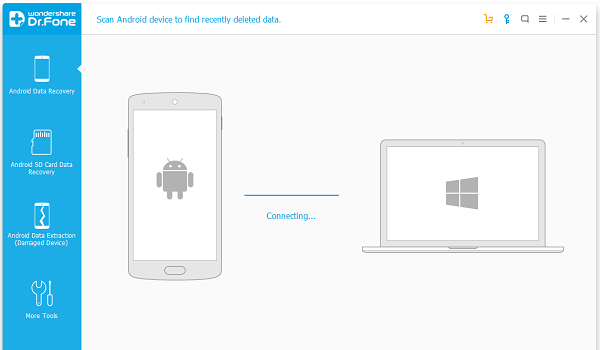 wondershare
Dr.Fone
Scan Android device to find recently deleted data.
Android Data Recovery
Android SD Card Data
Recovery
Android Data Extraction
(Damaged Device)
More Tools
Connecting...